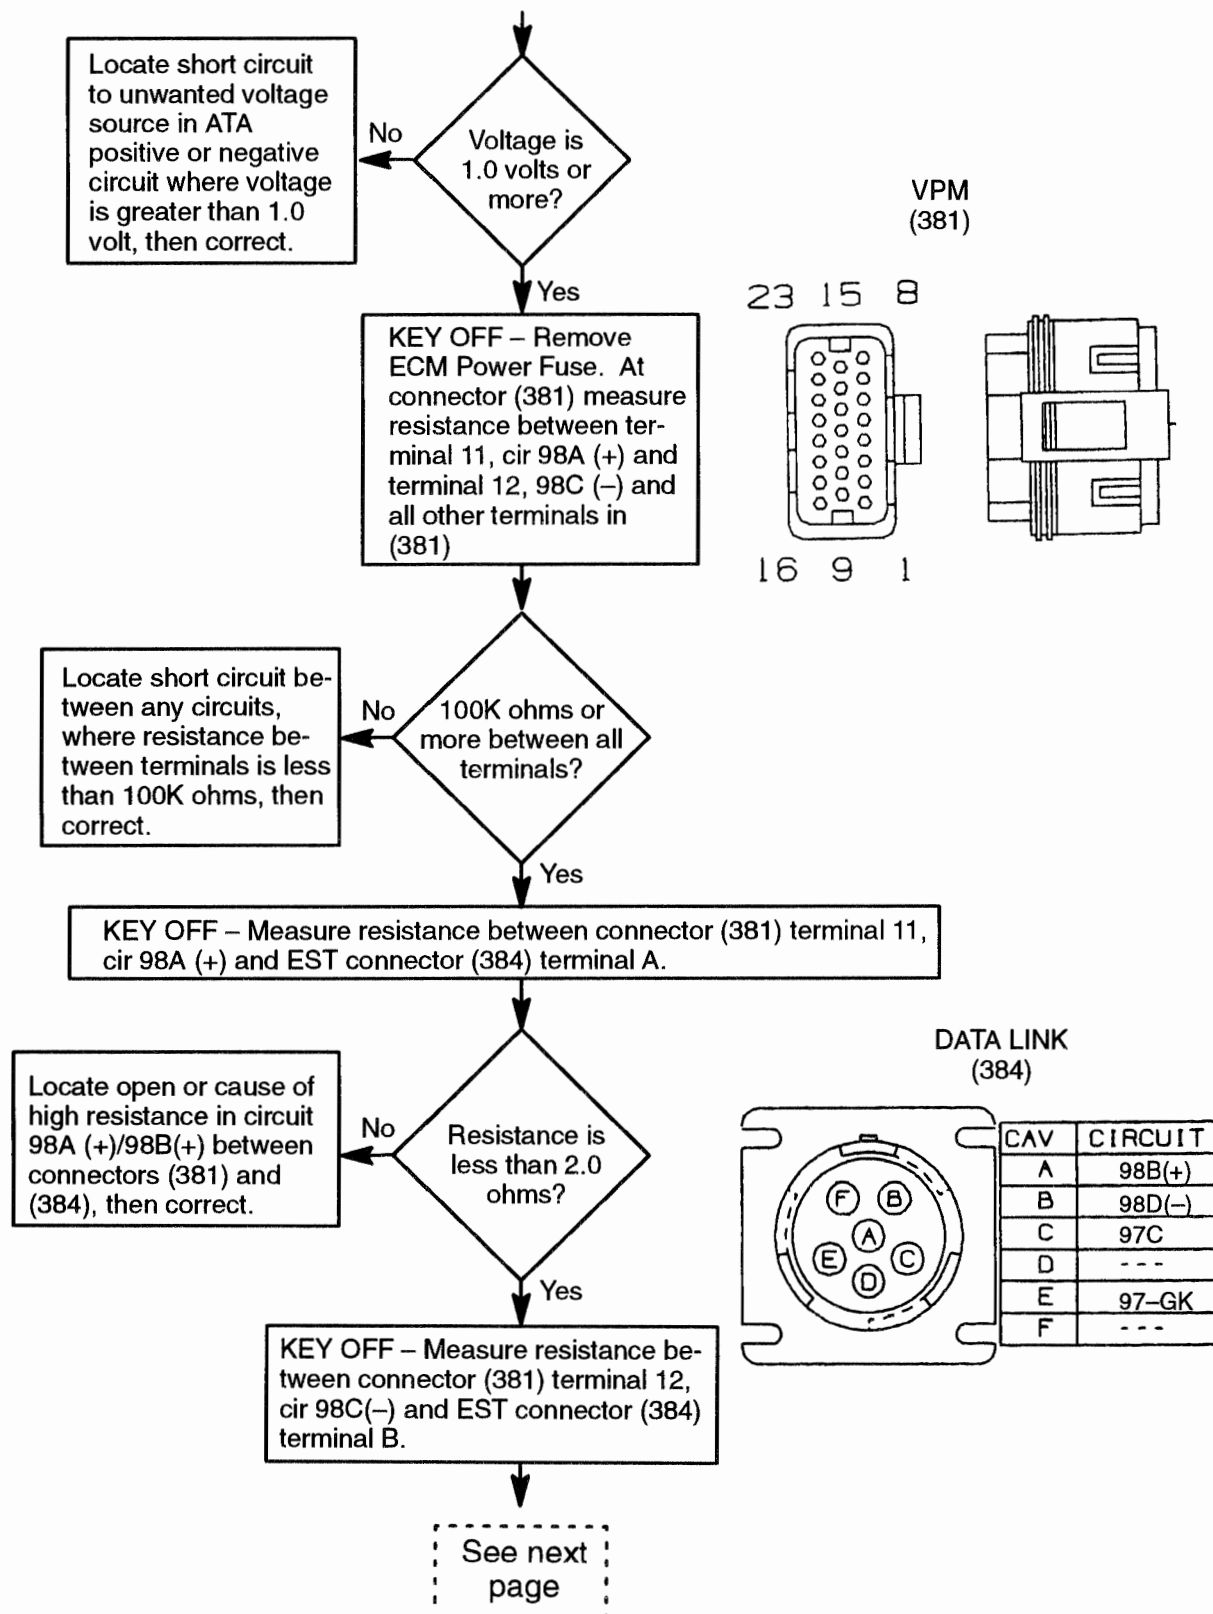 Locate short circuit
to unwanted voltage
source in ATA
positive or negative
circuit where voltage
is greater than 1.0
volt, then correct.
No
Voltage is
1.0 volts or
more?
Yes
VPM
(381)
23 15 8
16 9 1
KEY OFF – Remove
ECM Power Fuse. At
connector (381) measure
resistance between ter-
minal 11, cir 98A (+) and
terminal 12, 98C (–) and
all other terminals in
(381)
Locate short circuit be-
tween any circuits,
where resistance be-
tween terminals is less
than 100K ohms, then
correct.
No
100K ohms or
more between all
terminals?
Yes
KEY OFF – Measure resistance between connector (381) terminal 11,
cir 98A (+) and EST connector (384) terminal A.
Locate open or cause of
high resistance in circuit
98A (+)/98B(+) between
connectors (381) and
(384), then correct.
No
Resistance is
less than 2.0
ohms?
Yes
DATA LINK
(384)
F B
A
E C
D
CAV CIRCUIT
A 98B(+)
B 98D(–)
C 97C
D - - -
E 97–GK
F - - -
KEY OFF – Measure resistance be-
tween connector (381) terminal 12,
cir 98C(–) and EST connector (384)
terminal B.
See next
page